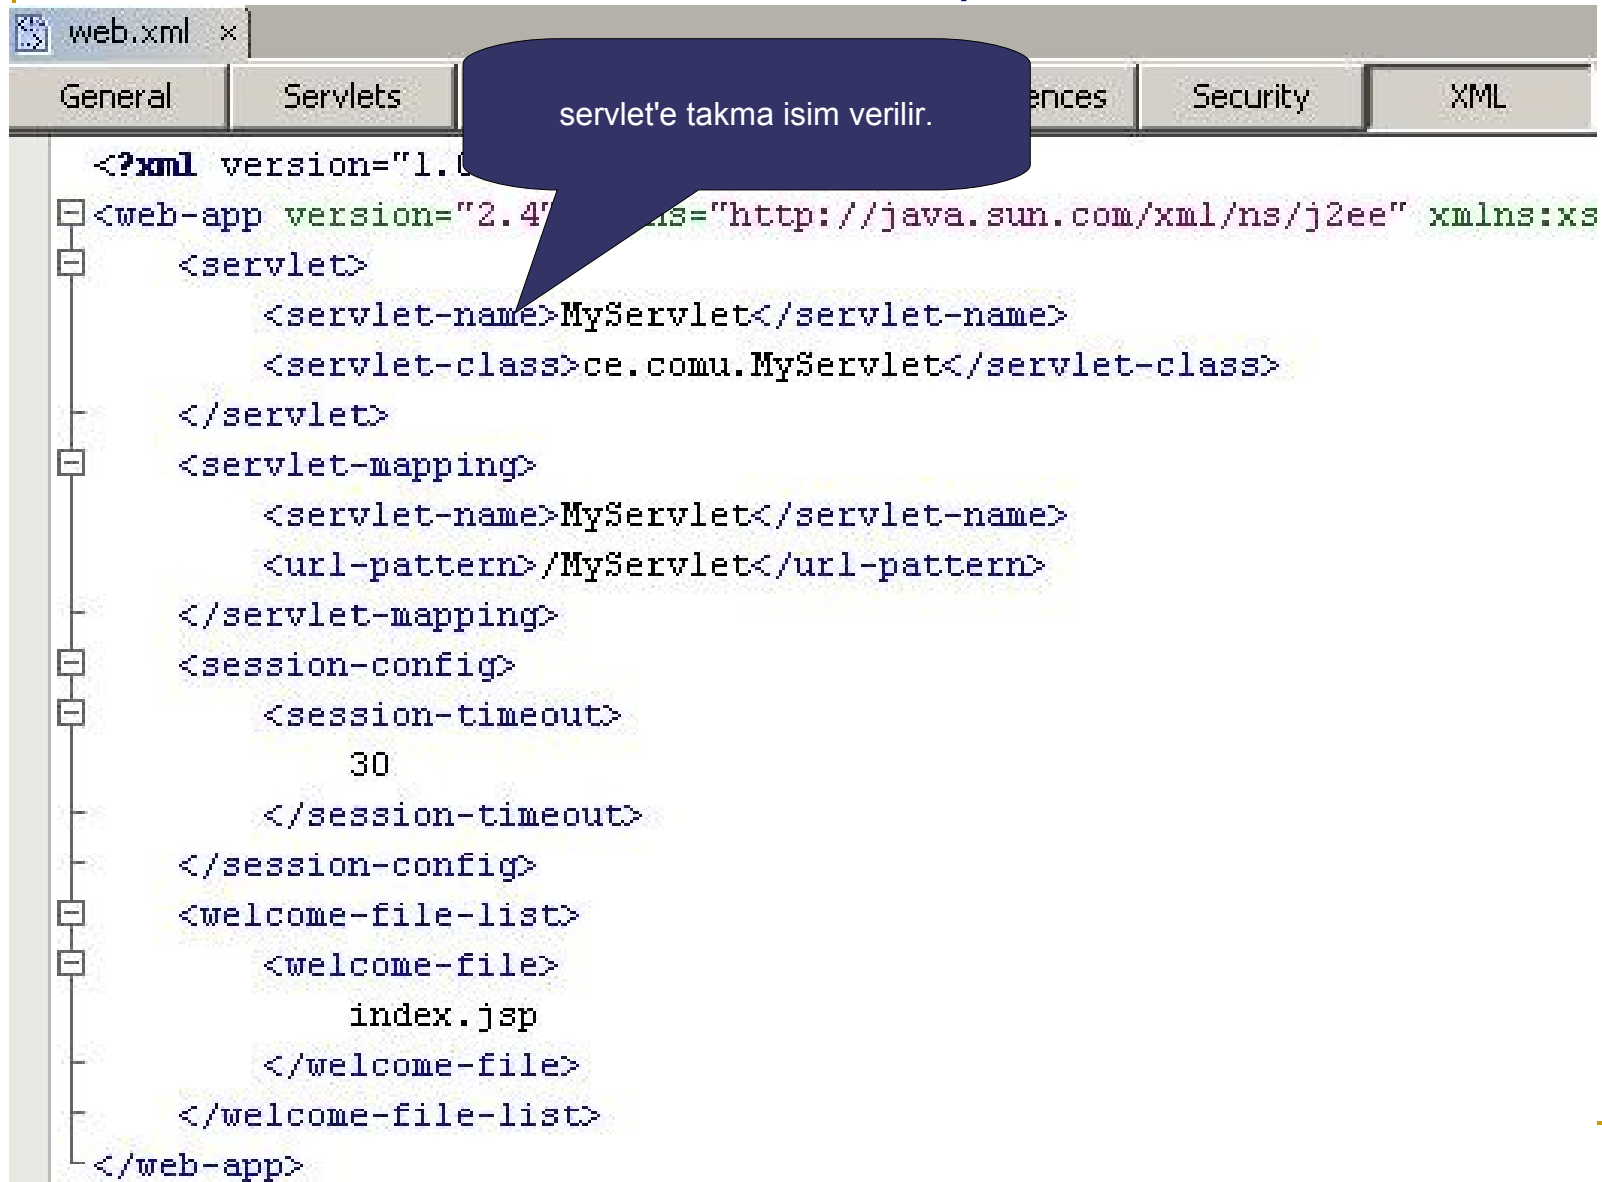 web.xml ×
General Servlets ences Security XML
servlet'e takma isim verilir.
<?xml version="1.
<web-app version="2.4" ns="http://java.sun.com/xml/ns/j2ee" xmlns:xs
<servlet>
<servlet-name>MyServlet</servlet-name>
<servlet-class>ce.comu.MyServlet</servlet-class>
</servlet>
<servlet-mapping>
<servlet-name>MyServlet</servlet-name>
<url-pattern>/MyServlet</url-pattern>
</servlet-mapping>
<session-config>
<session-timeout>
30
</session-timeout>
</session-config>
<welcome-file-list>
<welcome-file>
index.jsp
</welcome-file>
</welcome-file-list>
</web-app>